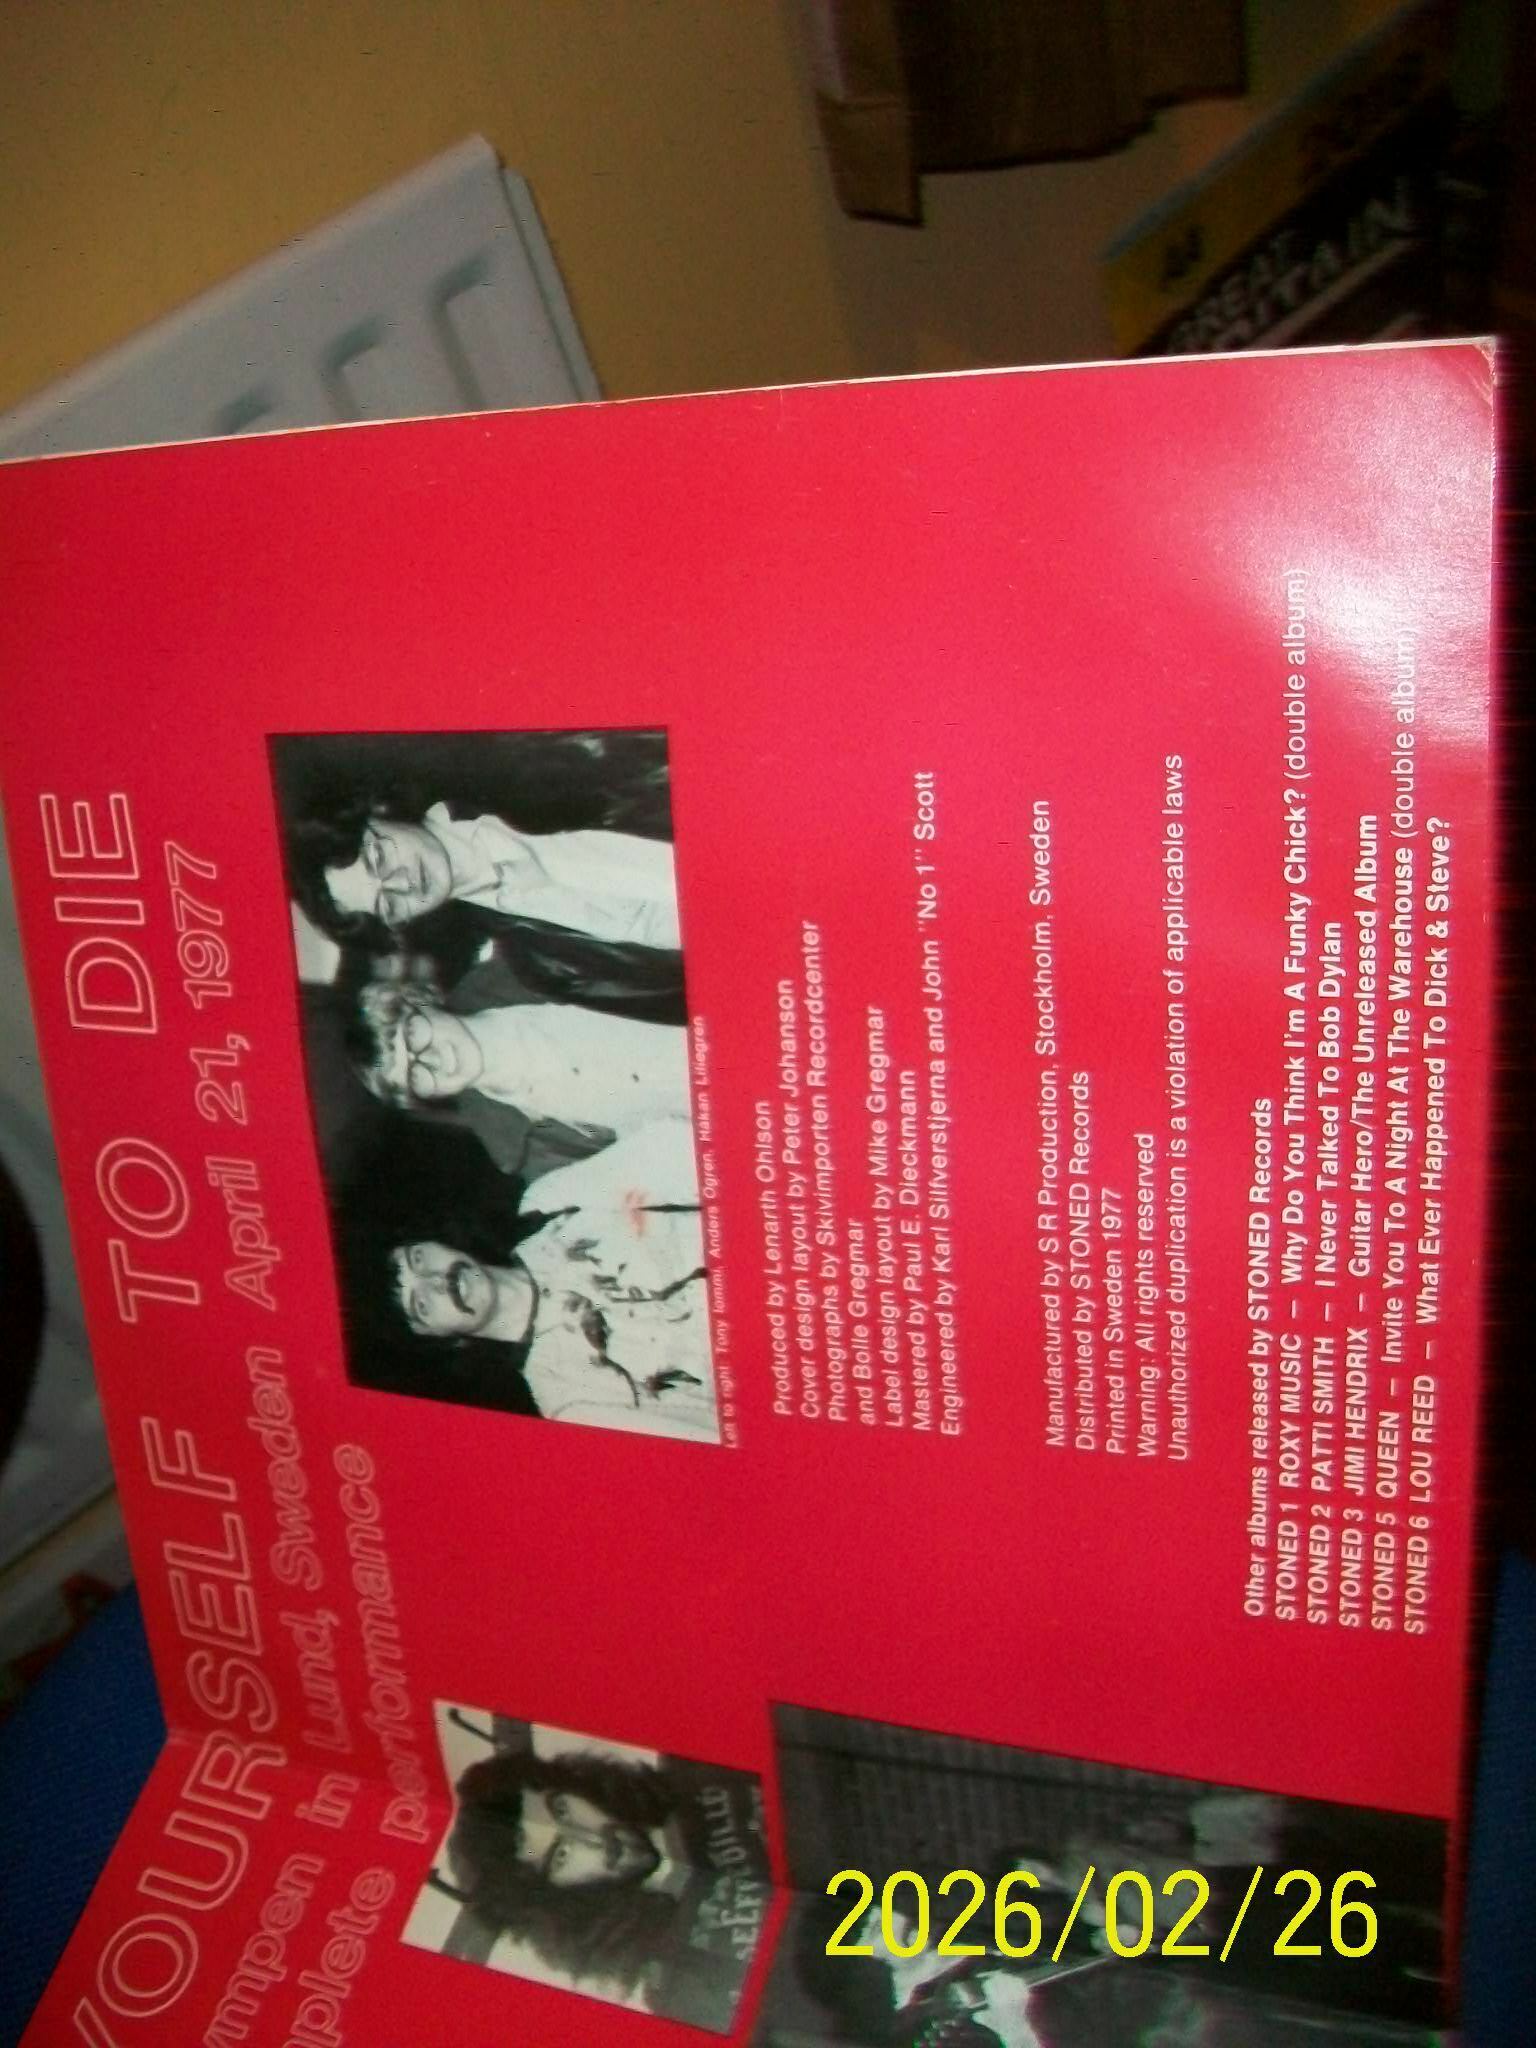 YOURSELF TO DIE
in Lund, Sweden April 21, 1977
performance
Left to right: Tony Iommi, Anders Ogren, Håkan Liliegren
Produced by Lenarth Ohlson
Cover design layout by Peter Johanson
Photographs by Skivimporten Recordcenter
and Bolle Gregmar
Label design layout by Mike Gregmar
Mastered by Paul E. Dieckmann
Engineered by Karl Silfverstjerna and John "No 1" Scott
Manufactured by S R Production, Stockholm, Sweden
Distributed by STONED Records
Printed in Sweden 1977
Warning: All rights reserved
Unauthorized duplication is a violation of applicable laws
Other albums released by STONED Records
STONED 1 ROXY MUSIC – Why Do You Think I'm A Funky Chick? (double album)
STONED 2 PATTI SMITH – I Never Talked To Bob Dylan
STONED 3 JIMI HENDRIX – Guitar Hero/The Unreleased Album
STONED 5 QUEEN – Invite You To A Night At The Warehouse (double album)
STONED 6 LOU REED – What Ever Happened To Dick & Steve?
GREAT
BRITAIN
2026/02/26